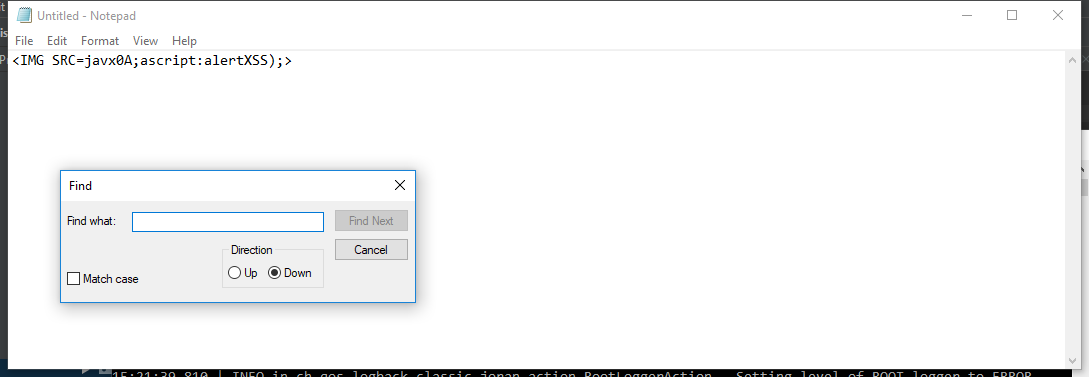 Untitled - Notepad
File Edit Format View Help
<IMG SRC=javx0A;ascript:alertXSS);>
Find
Find what:
Find Next
Cancel
Direction
Up Down
Match case
15:21:39,810 | INFO in ch.qos.logback.classic.joran.action.RootLoggerAction - Setting level of ROOT logger to ERROR